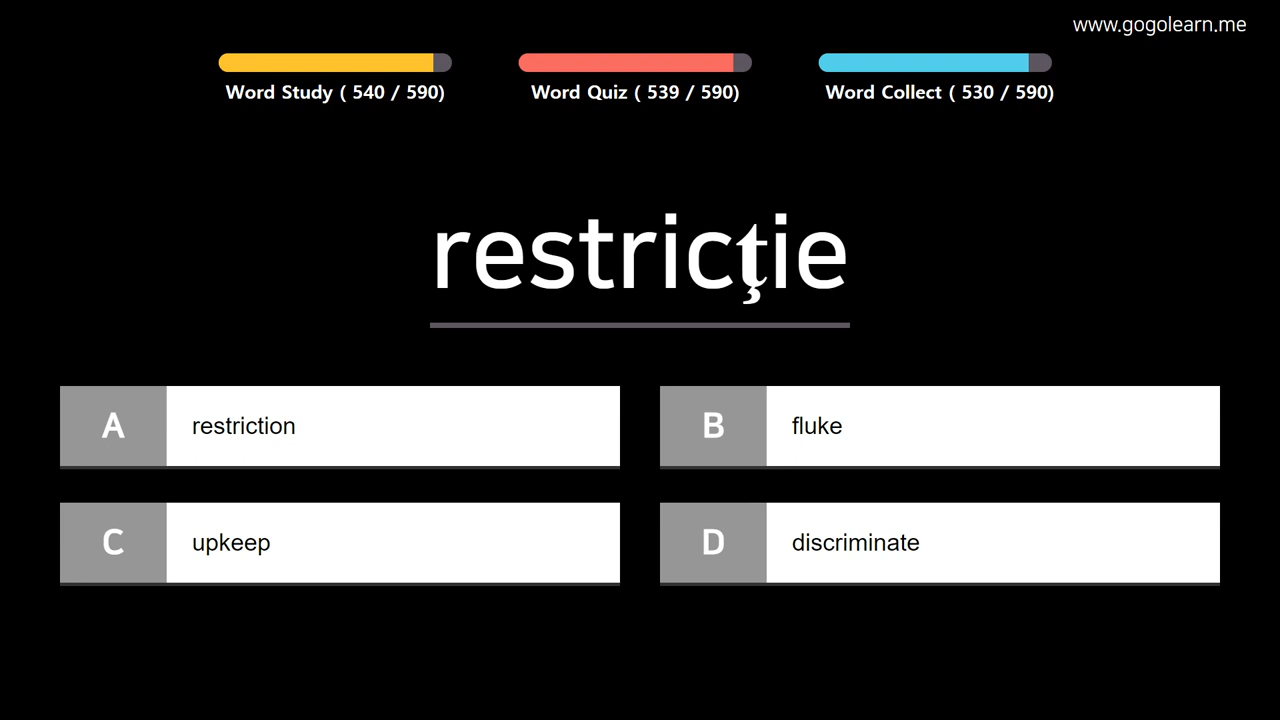 www.gogolearn.me
Word Study ( 540 / 590)
Word Quiz ( 539 / 590)
Word Collect ( 530 / 590)
restricţie
A restriction
B fluke
C upkeep
D discriminate